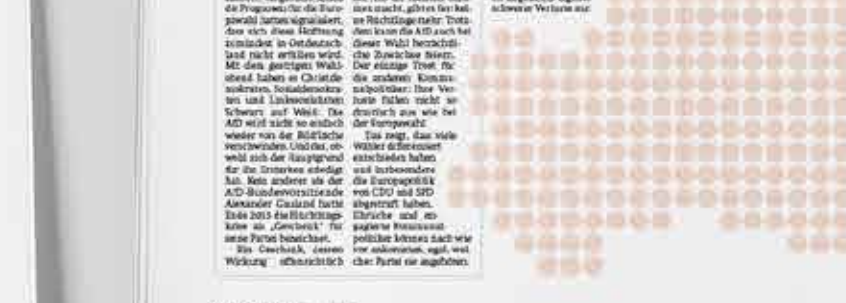 die Prognosen für die Euro-
pawahl hatten signalisiert,
dass sich diese Hoffnung
zumindest in Ostdeutsch-
land nicht erfüllen wird.
Mit dem gestrigen Wahl-
abend haben es Christde-
mokraten, Sozialdemokra-
ten und Linksorientierten
Schwarz auf Weiß: Die
AfD wird nicht so einfach
wieder von der Bildfläche
verschwinden. Und das, ob-
wohl sich der Hauptgrund
für ihr Erstarken erledigt
hat. Kein anderer als der
AfD-Bundesvorsitzende
Alexander Gauland hatte
Ende 2015 die Flüchtlings-
krise als „Geschenk" für
seine Partei bezeichnet.
Ein Geschenk, dessen
Wirkung offensichtlich
mes macht, gibt es hier kei-
ne Flüchtlinge mehr. Trotz-
dem kann die AfD auch bei
dieser Wahl beträchtli-
che Zuwächse feiern.
Der einzige Trost für
die anderen Kommu-
nalpolitiker: Ihre Ver-
luste fallen nicht so
drastisch aus wie bei
der Europawahl.
Das zeigt, dass viele
Wähler differenziert
entschieden haben
und insbesondere
die Europapolitik
von CDU und SPD
abgestraft haben.
Ehrliche und en-
gagierte Kommunal-
politiker können nach wie
vor ankommen, egal, wel-
cher Partei sie angehören.
schwere Verluste